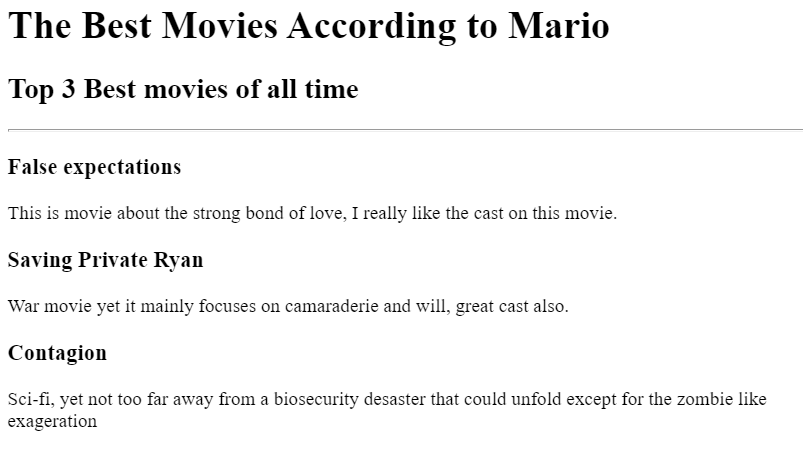 The Best Movies According to Mario
Top 3 Best movies of all time
False expectations
This is movie about the strong bond of love, I really like the cast on this movie.
Saving Private Ryan
War movie yet it mainly focuses on camaraderie and will, great cast also.
Contagion
Sci-fi, yet not too far away from a biosecurity desaster that could unfold except for the zombie like
exageration